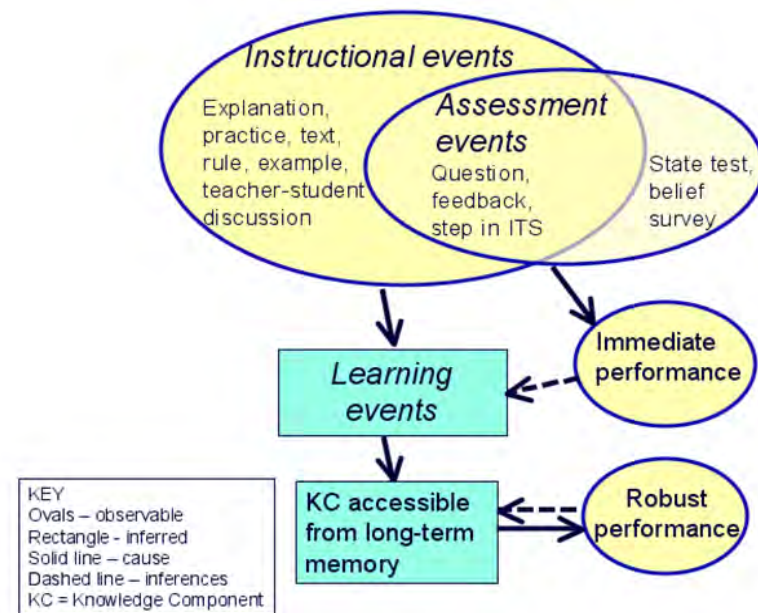 Instructional events
Explanation,
practice, text,
rule, example,
teacher-student
discussion
Assessment
events
Question,
feedback,
step in ITS
State test,
belief
survey
Immediate
performance
Learning
events
KC accessible
from long-term
memory
Robust
performance
KEY
Ovals – observable
Rectangle - inferred
Solid line – cause
Dashed line – inferences
KC = Knowledge Component